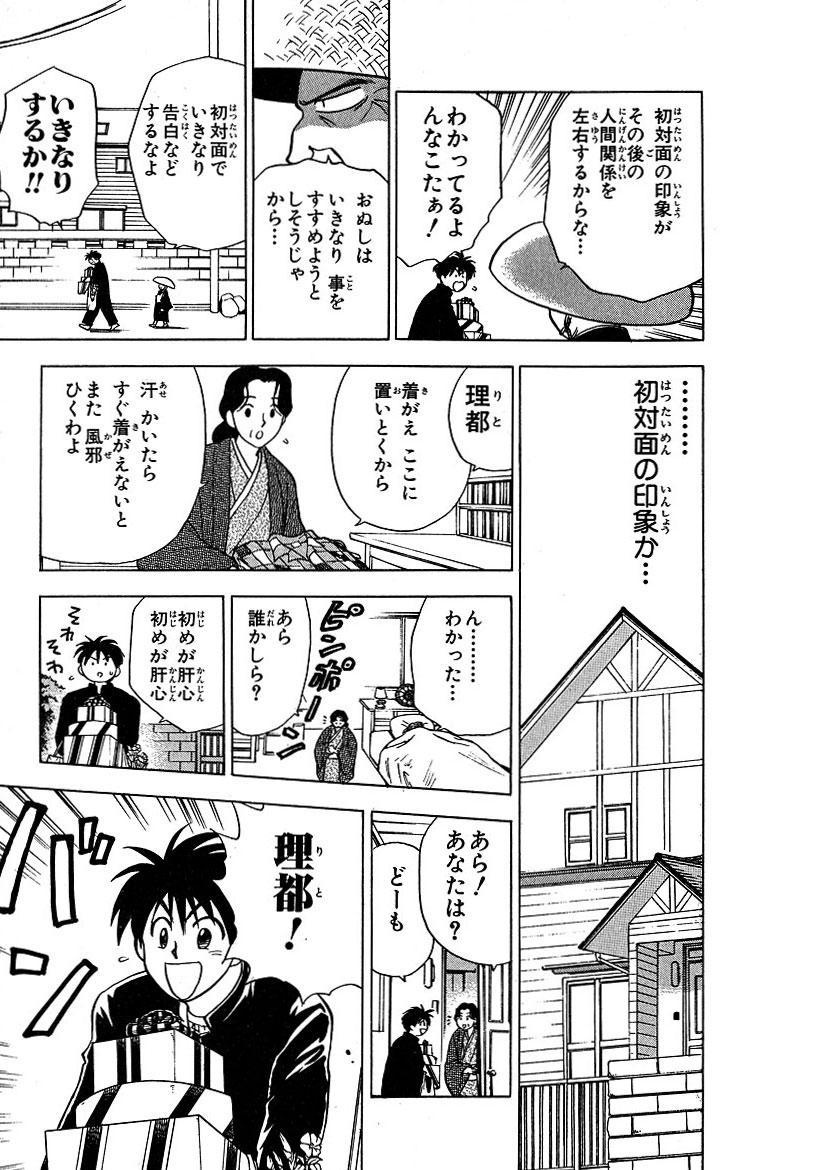 初対面の印象が
その後の
人間関係を
左右するからな…
わかってるよ
んなこたぁ！
おぬしは
いきなり 事を
すすめようと
しそうじゃ
から…
初対面で
いきなり
告白など
するなよ
いきなり
するか!!
………
初対面の印象か…
理都
着がえ ここに
置いとくから
汗 かいたら
すぐ着がえないと
また 風邪
ひくわよ
ん………
わかった…
ピンポーン
あら
誰かしら？
初めが肝心
初めが肝心
そわ
そわ
あら！
あなたは？
どーも
理都！